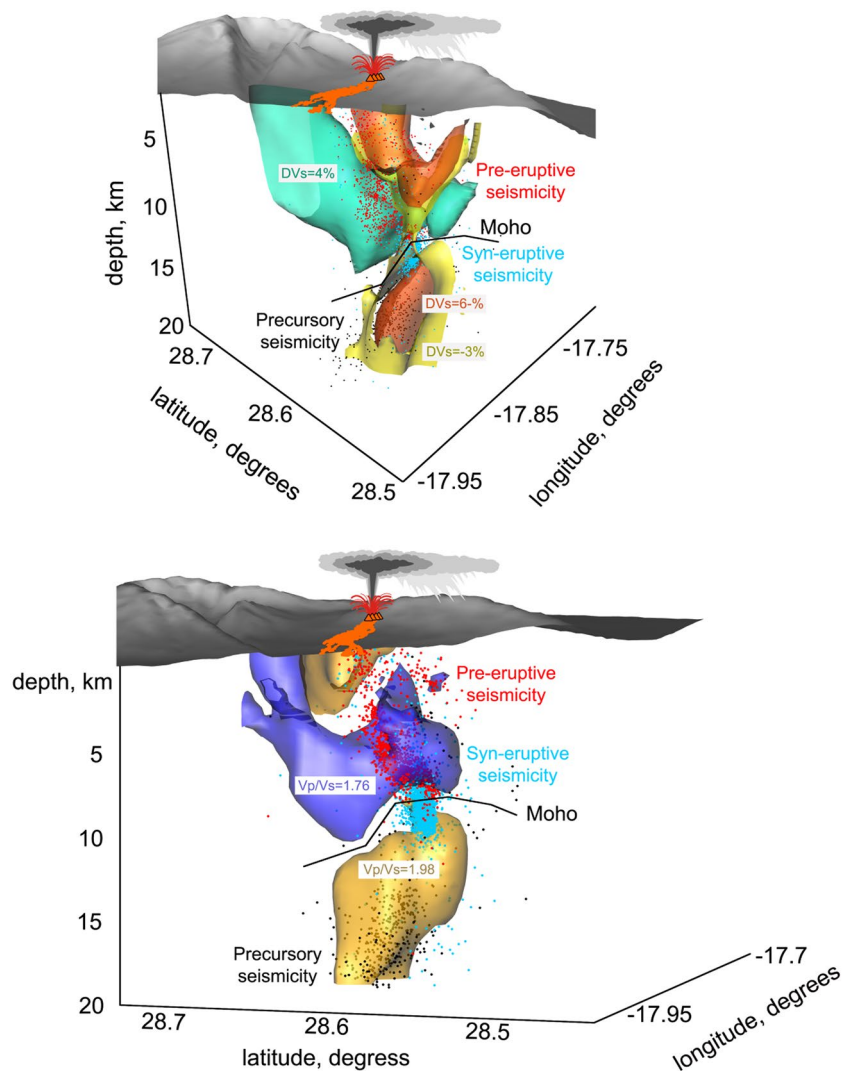 5
10
15
20
depth, km
DVs=4%
Pre-eruptive
seismicity
Moho
Syn-eruptive
seismicity
DVs=6-%
Precursory
seismicity
DVs=-3%
28.7
28.6
28.5
latitude, degrees
-17.75
-17.85
-17.95
longitude, degrees
depth, km
5
10
15
20
Pre-eruptive
seismicity
Syn-eruptive
seismicity
Vp/Vs=1.76
Moho
Vp/Vs=1.98
Precursory
seismicity
28.7
28.6
28.5
latitude, degress
-17.7
-17.95
longitude, degrees